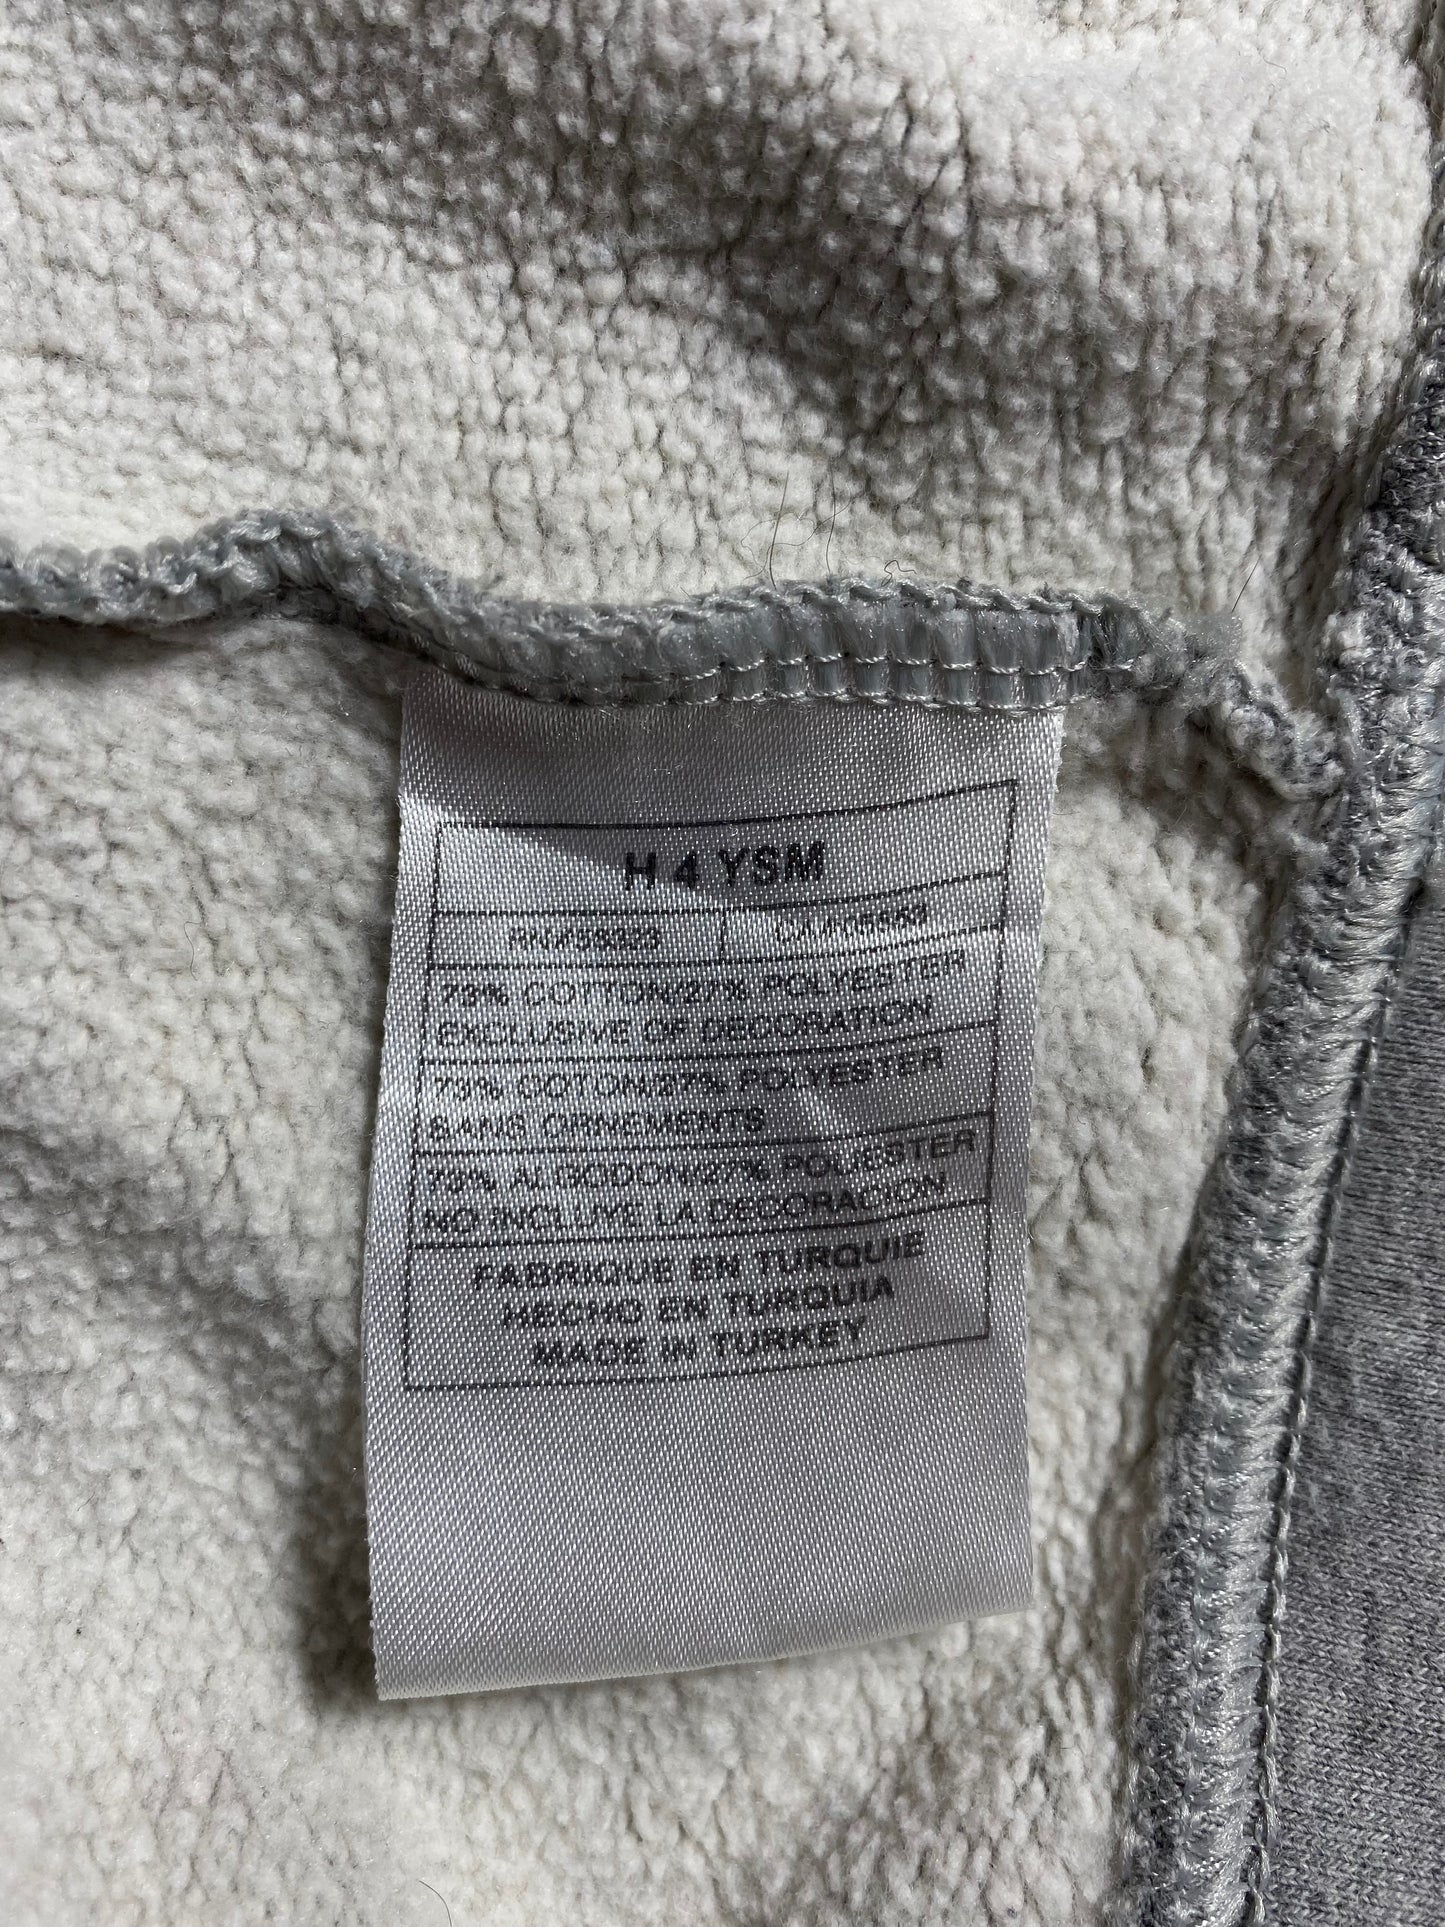 H 4 YSM
73% COTTON/27% POLYESTER
EXCLUSIVE OF DECORATION
73% COTON/27% POLYESTER
SANS ORNEMENTS
73% ALGODON/27% POLIESTER
NO INCLUYE LA DECORACION
FABRIQUE EN TURQUIE
HECHO EN TURQUIA
MADE IN TURKEY